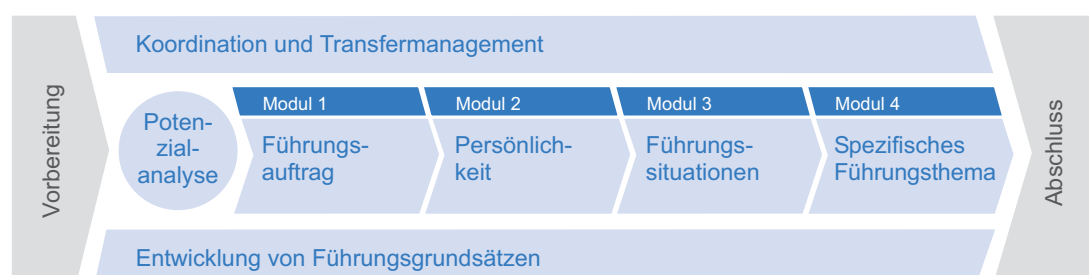 Vorbereitung
Koordination und Transfermanagement
Poten-
zial-
analyse
Modul 1
Führungs-
auftrag
Modul 2
Persönlich-
keit
Modul 3
Führungs-
situationen
Modul 4
Spezifisches
Führungsthema
Entwicklung von Führungsgrundsätzen
Abschluss